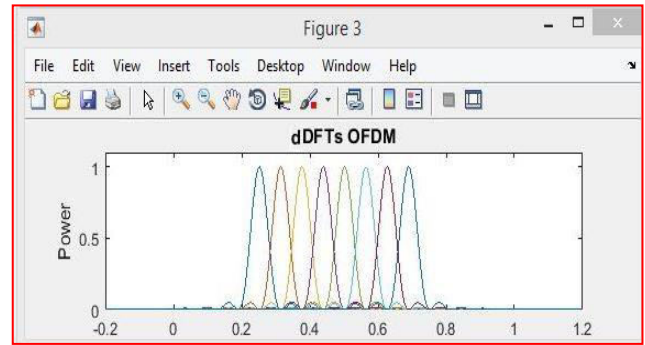 Figure 3
File Edit View Insert Tools Desktop Window Help
dDFTs OFDM
Power
1
0.5
0
-0.2 0 0.2 0.4 0.6 0.8 1 1.2